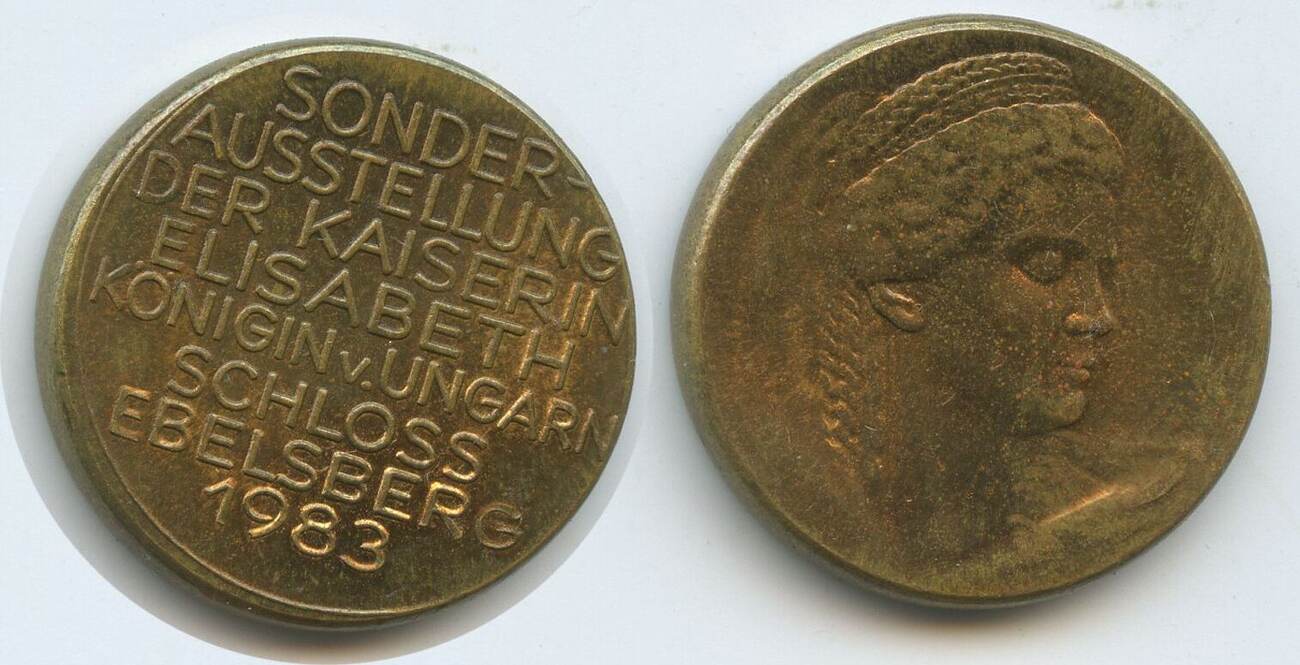 SONDER-
AUSSTELLUNG
DER KAISERIN
ELISABETH
KÖNIGIN v. UNGARN
SCHLOSS
EBELSBERG
1983